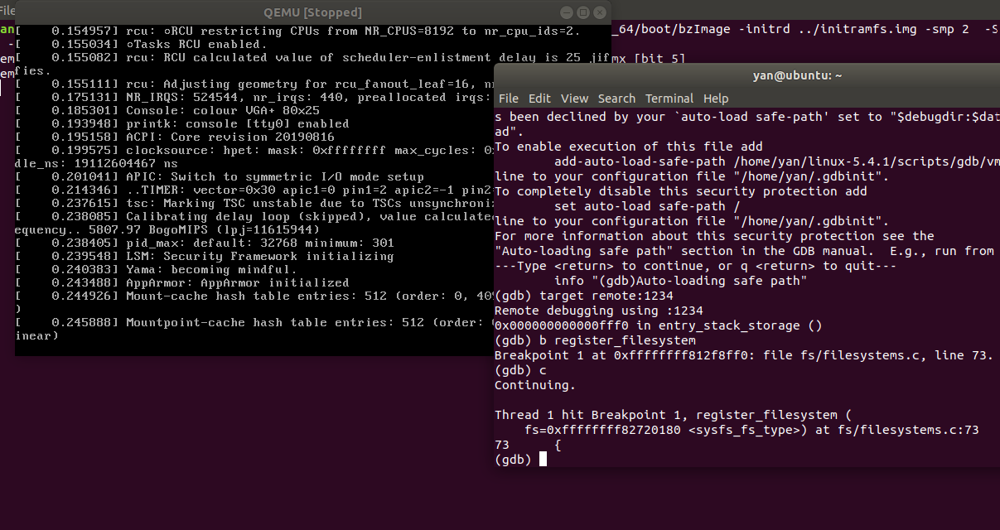 File
QEMU [Stopped]
an
[    0.154957] rcu: oRCU restricting CPUs from NR_CPUS=8192 to nr_cpu_ids=2.
_64/boot/bzImage -initrd ../initramfs.img -smp 2  -S
[    0.155034] oTasks RCU enabled.
-
[    0.155082] rcu: RCU calculated value of scheduler-enlistment delay is 25 jif
fies.
em
mx [bit 5]
em
[    0.155111] rcu: Adjusting geometry for rcu_fanout_leaf=16,
[    0.175131] NR_IRQS: 524544, nr_irqs: 440, preallocated irqs:
[    0.185301] Console: colour VGA+ 80x25
[    0.193948] printk: console [tty0] enabled
[    0.195158] ACPI: Core revision 20190816
[    0.199575] clocksource: hpet: mask: 0xffffffff max_cycles:
dle_ns: 19112604467 ns
[    0.201041] APIC: Switch to symmetric I/O mode setup
[    0.214346] ..TIMER: vector=0x30 apic1=0 pin1=2 apic2=-1 pin2
[    0.237615] tsc: Marking TSC unstable due to TSCs unsynchroni
[    0.238085] Calibrating delay loop (skipped), value calculate
equency.. 5807.97 BogoMIPS (lpj=11615944)
[    0.238405] pid_max: default: 32768 minimum: 301
[    0.239548] LSM: Security Framework initializing
[    0.240383] Yama: becoming mindful.
[    0.243488] AppArmor: AppArmor initialized
[    0.244926] Mount-cache hash table entries: 512 (order: 0, 409
)
[    0.245888] Mountpoint-cache hash table entries: 512 (order:
inear)
yan@ubuntu: ~
File Edit View Search Terminal Help
s been declined by your `auto-load safe-path' set to "$debugdir:$dat
ad".
To enable execution of this file add
        add-auto-load-safe-path /home/yan/linux-5.4.1/scripts/gdb/vm
line to your configuration file "/home/yan/.gdbinit".
To completely disable this security protection add
        set auto-load safe-path /
line to your configuration file "/home/yan/.gdbinit".
For more information about this security protection see the
"Auto-loading safe path" section in the GDB manual.  E.g., run from
---Type <return> to continue, or q <return> to quit---
        info "(gdb)Auto-loading safe path"
(gdb) target remote:1234
Remote debugging using :1234
0x000000000000fff0 in entry_stack_storage ()
(gdb) b register_filesystem
Breakpoint 1 at 0xffffffff812f8ff0: file fs/filesystems.c, line 73.
(gdb) c
Continuing.
Thread 1 hit Breakpoint 1, register_filesystem (
    fs=0xffffffff82720180 <sysfs_fs_type>) at fs/filesystems.c:73
73      {
(gdb)